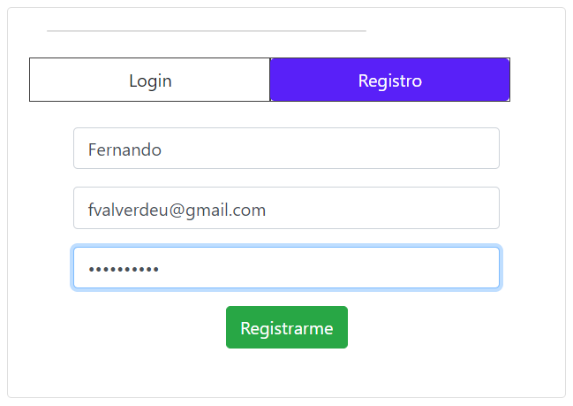 Login Registro
Fernando
fvalverdeu@gmail.com
••••••••••
Registrarme